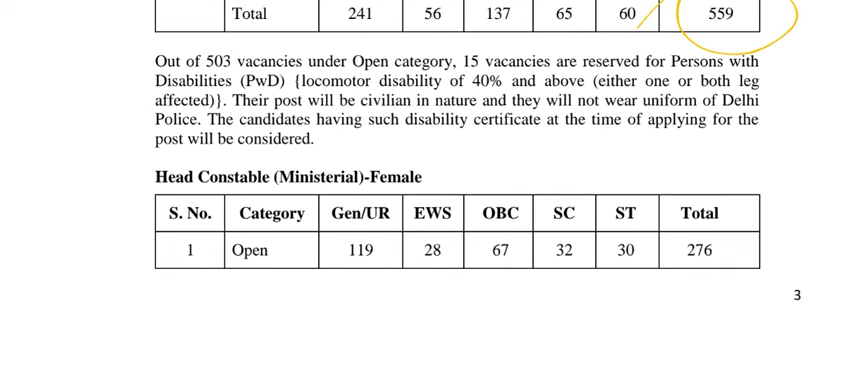 Total 241 56 137 65 60 559
Out of 503 vacancies under Open category, 15 vacancies are reserved for Persons with
Disabilities (PwD) {locomotor disability of 40% and above (either one or both leg
affected)}. Their post will be civilian in nature and they will not wear uniform of Delhi
Police. The candidates having such disability certificate at the time of applying for the
post will be considered.
Head Constable (Ministerial)-Female
S. No. Category Gen/UR EWS OBC SC ST Total
1 Open 119 28 67 32 30 276
3